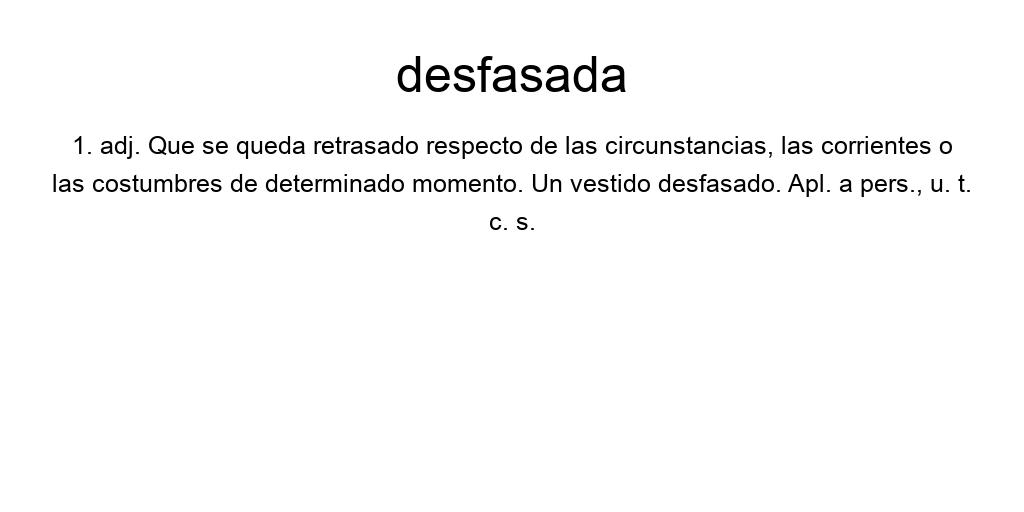 desfasada
1. adj. Que se queda retrasado respecto de las circunstancias, las corrientes o
las costumbres de determinado momento. Un vestido desfasado. Apl. a pers., u. t.
c. s.